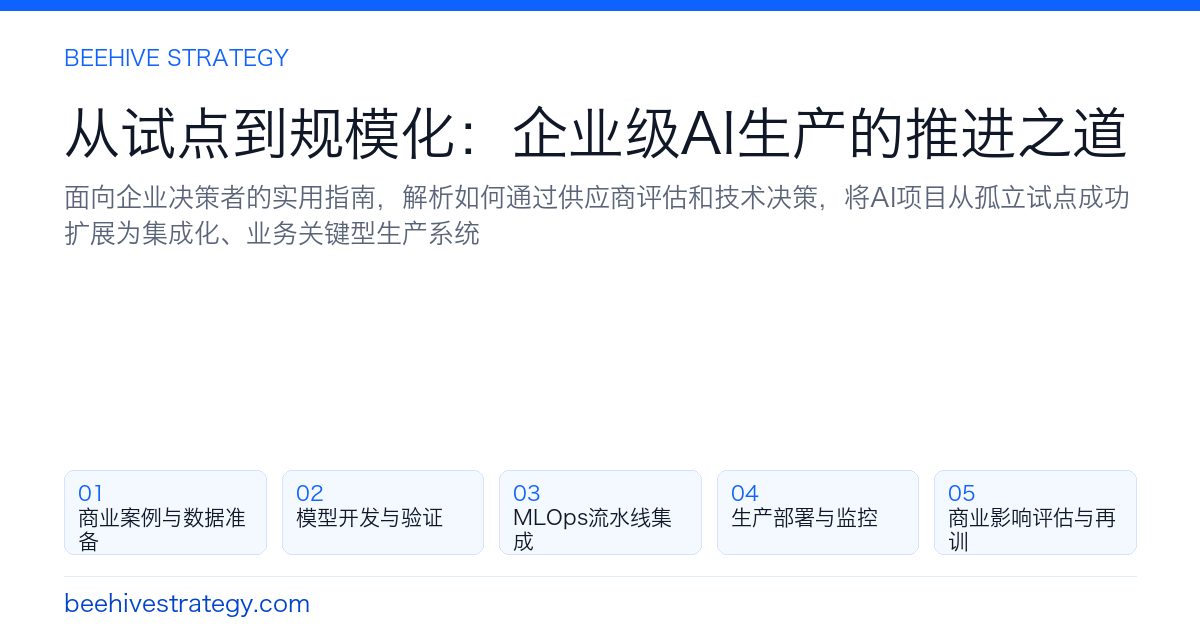 BEEHIVE STRATEGY
从试点到规模化：企业级AI生产的推进之道
面向企业决策者的实用指南，解析如何通过供应商评估和技术决策，将AI项目从孤立试点成功
扩展为集成化、业务关键型生产系统
01
商业案例与数据准
备
02
模型开发与验证
03
MLOps流水线集
成
04
生产部署与监控
05
商业影响评估与再
训
beehivestrategy.com